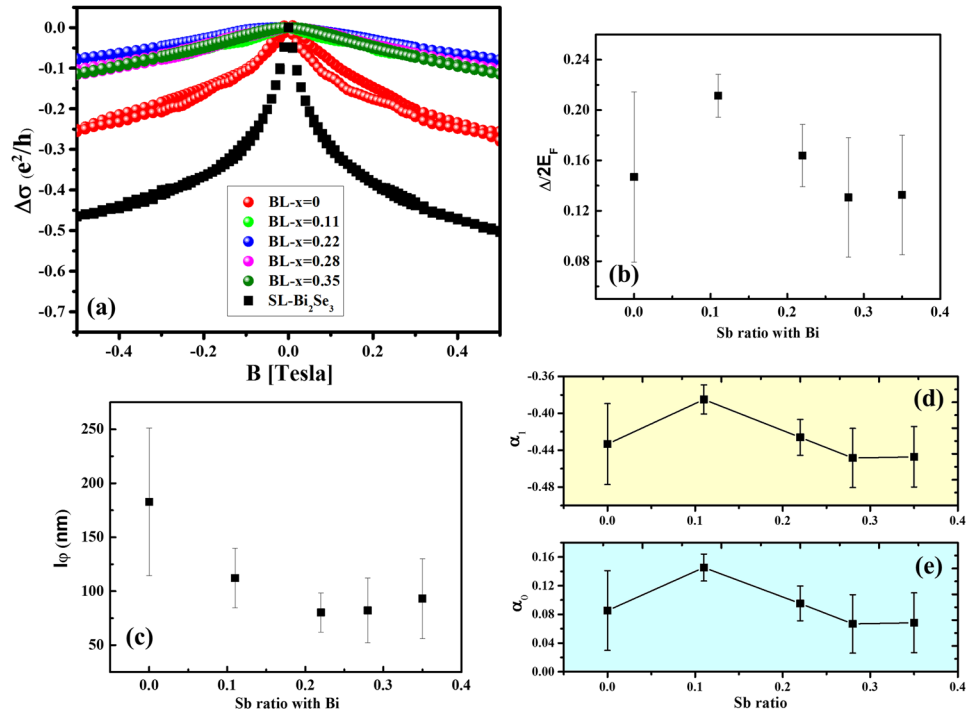 (a)
0.0
-0.1
-0.2
-0.3
-0.4
-0.5
-0.6
-0.7
Δσ (e²/h)
BL-x=0
BL-x=0.11
BL-x=0.22
BL-x=0.28
BL-x=0.35
SL-Bi₂Se₃
-0.4 -0.2 0.0 0.2 0.4
B [Tesla]
(b)
0.24
0.20
0.16
0.12
0.08
Δ/2E_F
0.0 0.1 0.2 0.3 0.4
Sb ratio with Bi
(c)
250
200
150
100
50
lφ (nm)
0.0 0.1 0.2 0.3 0.4
Sb ratio with Bi
(d)
-0.36
-0.40
-0.44
-0.48
α₁
0.0 0.1 0.2 0.3 0.4
(e)
0.16
0.12
0.08
0.04
0.00
α₀
0.0 0.1 0.2 0.3 0.4
Sb ratio